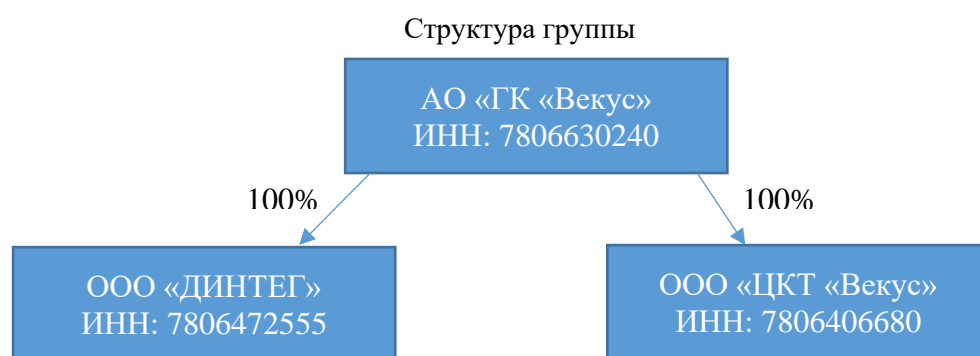 Структура группы
АО «ГК «Векус»
ИНН: 7806630240
100%
100%
ООО «ДИНТЕГ»
ИНН: 7806472555
ООО «ЦКТ «Векус»
ИНН: 7806406680